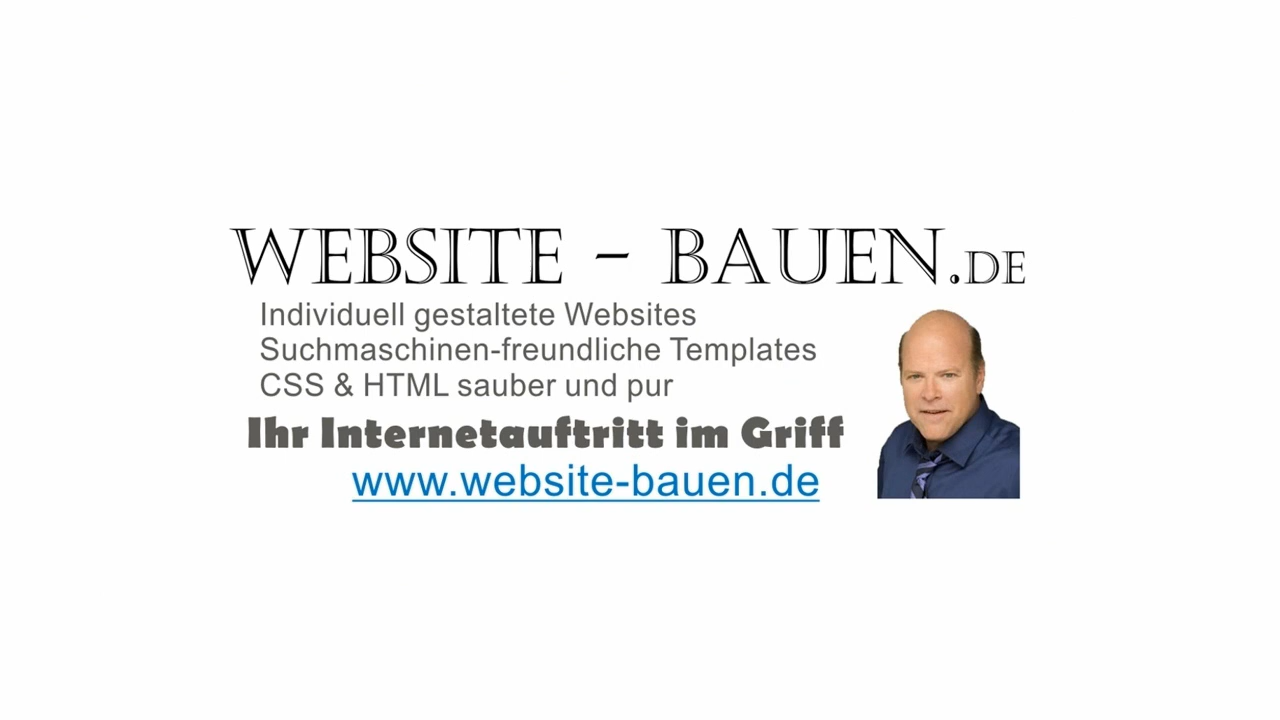 WEBSITE – BAUEN.DE
Individuell gestaltete Websites
Suchmaschinen-freundliche Templates
CSS & HTML sauber und pur
Ihr Internetauftritt im Griff
www.website-bauen.de